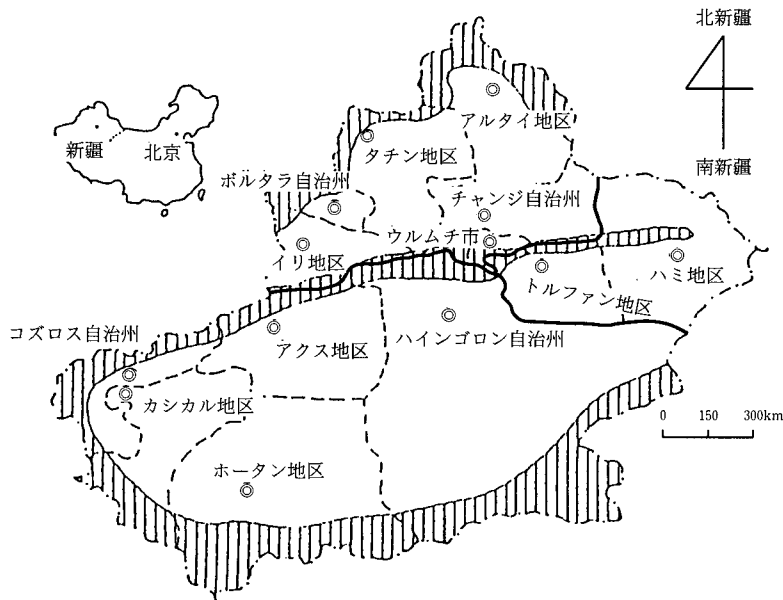 北新疆
南新疆
新疆
北京
アルタイ地区
タチン地区
ボルタラ自治州
チャンジ自治州
ウルムチ市
イリ地区
トルファン地区
ハミ地区
コズロス自治州
アクス地区
ハインゴロン自治州
カシカル地区
ホータン地区
0 150 300km